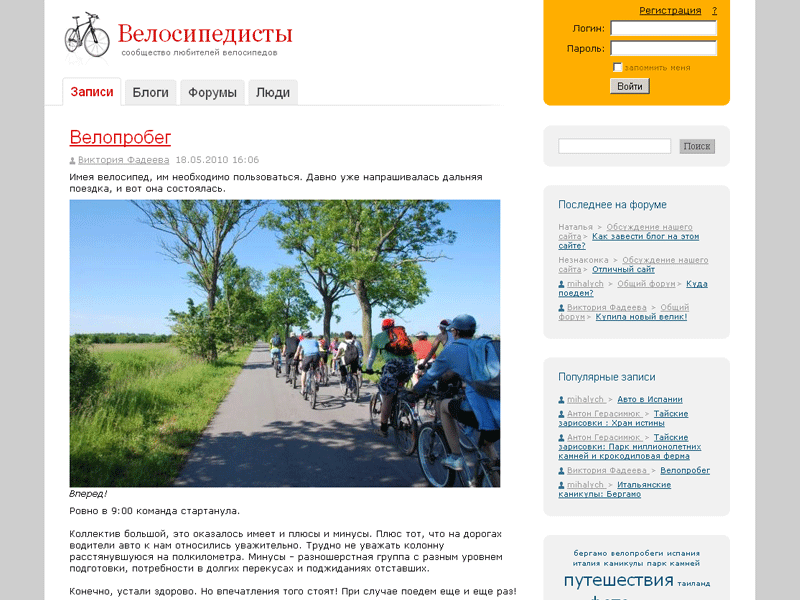 Велосипедисты
сообщество любителей велосипедов
Регистрация ?
Логин:
Пароль:
запомнить меня
Войти
Записи Блоги Форумы Люди
Велопробег
Виктория Фадеева 18.05.2010 16:06
Имея велосипед, им необходимо пользоваться. Давно уже напрашивалась дальняя
поездка, и вот она состоялась.
Вперед!
Ровно в 9:00 команда стартанула.
Коллектив большой, это оказалось имеет и плюсы и минусы. Плюс тот, что на дорогах
водители авто к нам относились уважительно. Трудно не уважать колонну
расстянувшуюся на полкилометра. Минусы – разношерстная группа с разным уровнем
подготовки, потребности в долгих перекусах и поджиданиях отставших.
Конечно, устали здорово. Но впечатления того стоят! При случае поедем еще и еще раз!
Поиск
Последнее на форуме
Наталья > Обсуждение нашего
сайта > Как завести блог на этом
сайте?
Незнакомка > Обсуждение нашего
сайта > Отличный сайт
mihalych > Общий форум > Куда
поедем?
Виктория Фадеева > Общий
форум > Купила новый велик!
Популярные записи
mihalych > Авто в Испании
Антон Герасимюк > Тайские
зарисовки : Храм истины
Антон Герасимюк > Тайские
зарисовки: Парк миллионолетних
камней и крокодиловая ферма
Виктория Фадеева > Велопробег
mihalych > Итальянские
каникулы: Бергамо
бергамо велопробеги испания
италия каникулы парк камней
путешествия таиланд